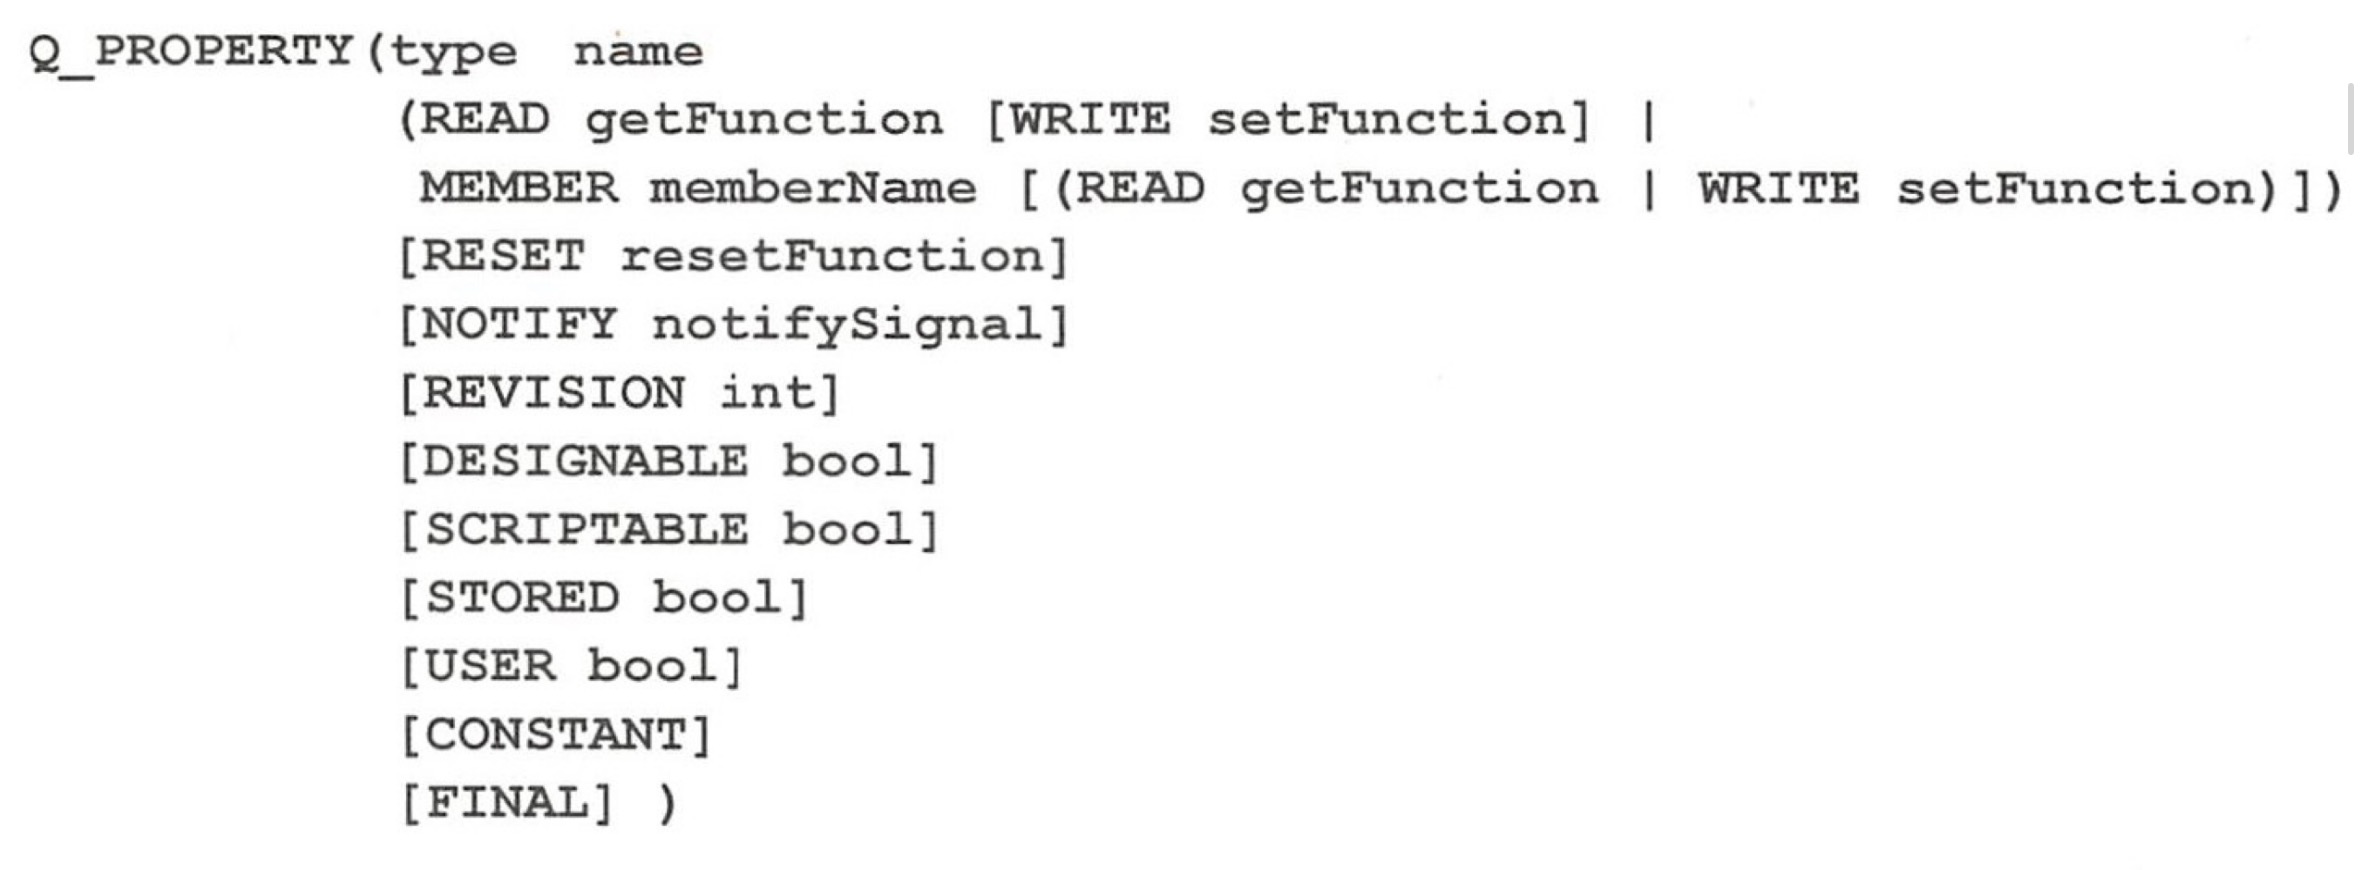 Q_PROPERTY(type name
(READ getFunction [WRITE setFunction] |
MEMBER memberName [(READ getFunction | WRITE setFunction)])
[RESET resetFunction]
[NOTIFY notifySignal]
[REVISION int]
[DESIGNABLE bool]
[SCRIPTABLE bool]
[STORED bool]
[USER bool]
[CONSTANT]
[FINAL] )